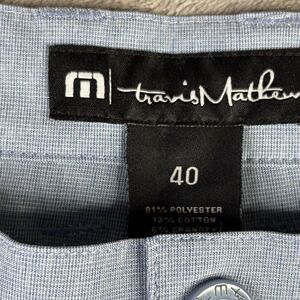 m travisMathew
40
81% POLYESTER
13% COTTON